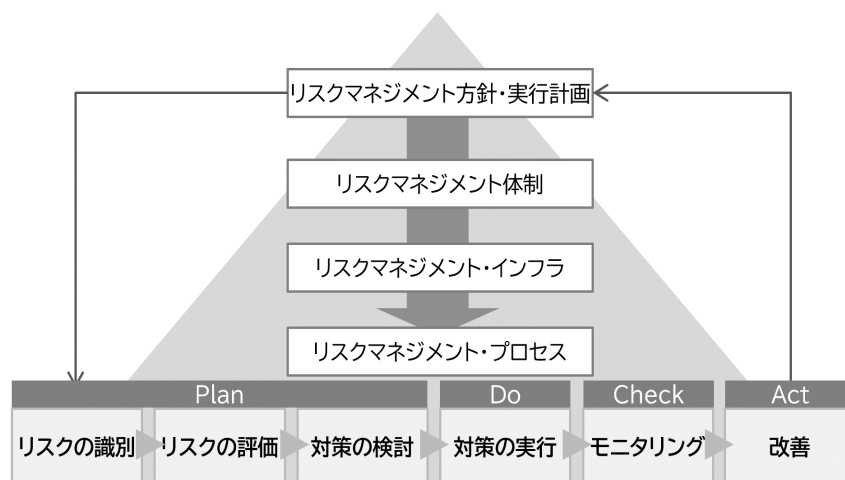 リスクマネジメント方針・実行計画
リスクマネジメント体制
リスクマネジメント・インフラ
リスクマネジメント・プロセス
Plan
Do
Check
Act
リスクの識別
リスクの評価
対策の検討
対策の実行
モニタリング
改善